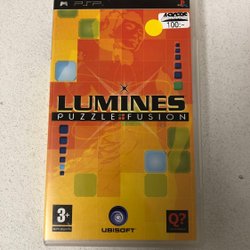 PSP
100:-
LUMINES
PUZZLE FUSION
3+
UBISOFT
Q?